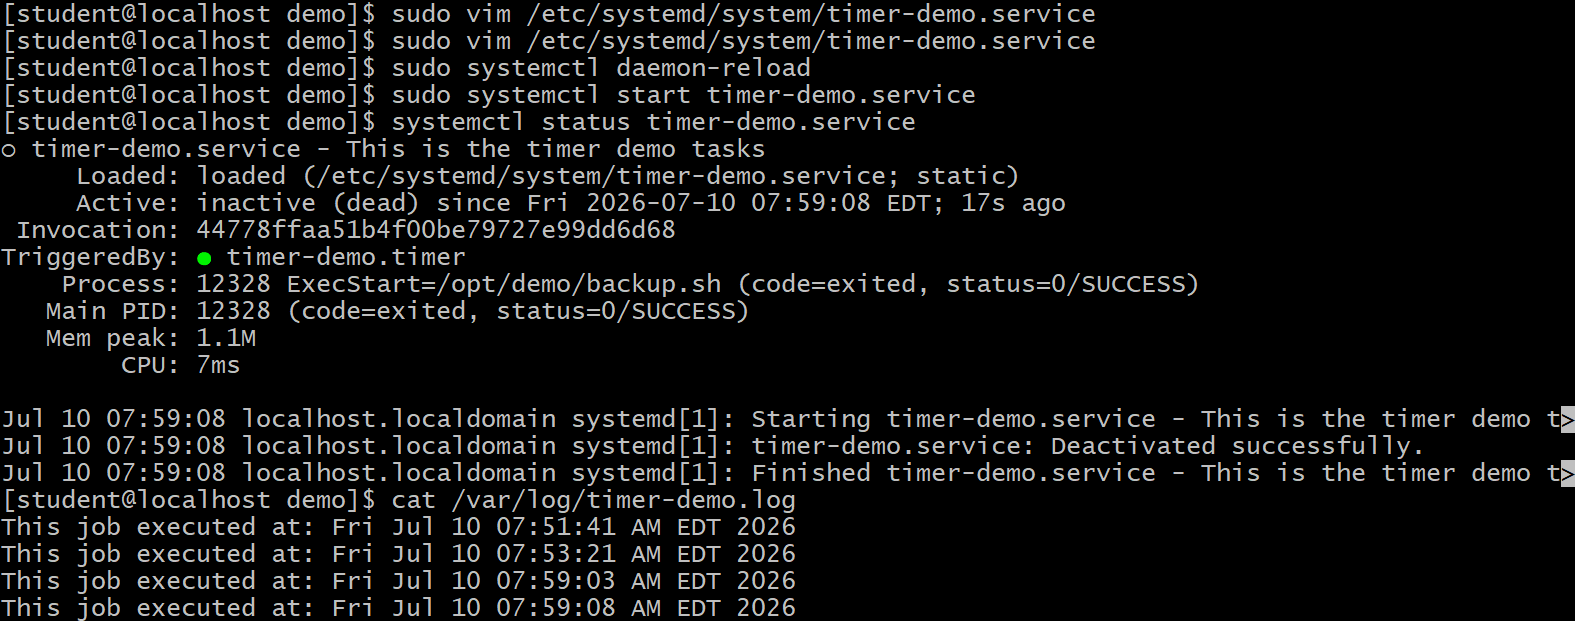 [student@localhost demo]$ sudo vim /etc/systemd/system/timer-demo.service
[student@localhost demo]$ sudo vim /etc/systemd/system/timer-demo.service
[student@localhost demo]$ sudo systemctl daemon-reload
[student@localhost demo]$ sudo systemctl start timer-demo.service
[student@localhost demo]$ systemctl status timer-demo.service
○ timer-demo.service - This is the timer demo tasks
     Loaded: loaded (/etc/systemd/system/timer-demo.service; static)
     Active: inactive (dead) since Fri 2026-07-10 07:59:08 EDT; 17s ago
 Invocation: 44778ffaa51b4f00be79727e99dd6d68
TriggeredBy: ● timer-demo.timer
    Process: 12328 ExecStart=/opt/demo/backup.sh (code=exited, status=0/SUCCESS)
   Main PID: 12328 (code=exited, status=0/SUCCESS)
   Mem peak: 1.1M
        CPU: 7ms

Jul 10 07:59:08 localhost.localdomain systemd[1]: Starting timer-demo.service - This is the timer demo t>
Jul 10 07:59:08 localhost.localdomain systemd[1]: timer-demo.service: Deactivated successfully.
Jul 10 07:59:08 localhost.localdomain systemd[1]: Finished timer-demo.service - This is the timer demo t>
[student@localhost demo]$ cat /var/log/timer-demo.log
This job executed at: Fri Jul 10 07:51:41 AM EDT 2026
This job executed at: Fri Jul 10 07:53:21 AM EDT 2026
This job executed at: Fri Jul 10 07:59:03 AM EDT 2026
This job executed at: Fri Jul 10 07:59:08 AM EDT 2026